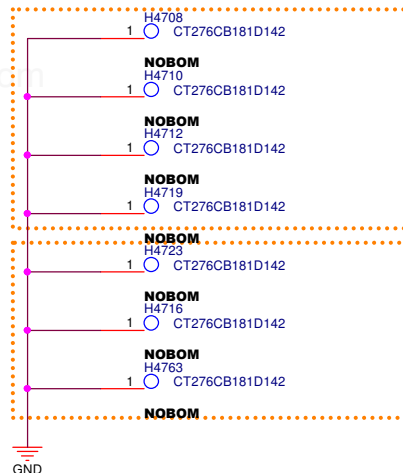 H4708
1 CT276CB181D142
NOBOM
H4710
1 CT276CB181D142
NOBOM
H4712
1 CT276CB181D142
NOBOM
H4719
1 CT276CB181D142
NOBOM
H4723
1 CT276CB181D142
NOBOM
H4716
1 CT276CB181D142
NOBOM
H4763
1 CT276CB181D142
NOBOM
GND